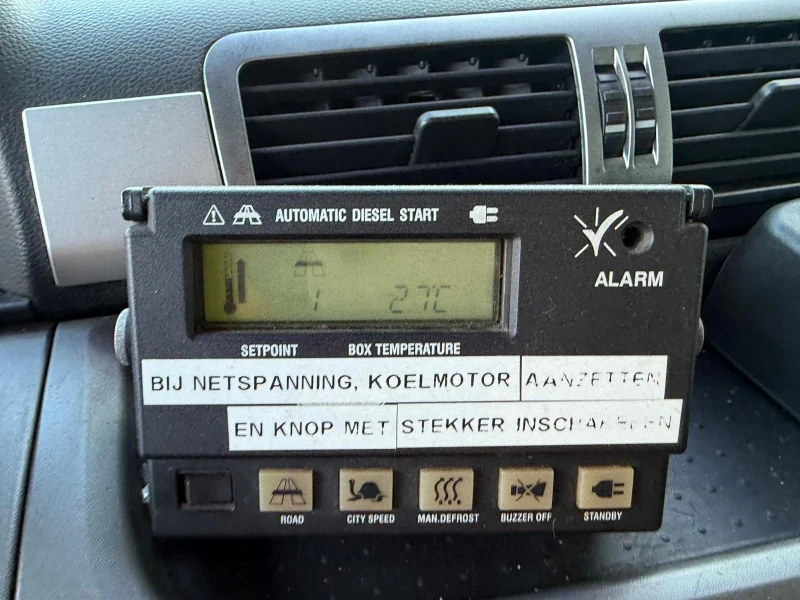 AUTOMATIC DIESEL START
ALARM
1 27°C
SETPOINT BOX TEMPERATURE
BIJ NETSPANNING, KOELMOTOR AANZETTEN
EN KNOP MET STEKKER INSCHAKELEN
ROAD CITY SPEED MAN.DEFROST BUZZER OFF STANDBY